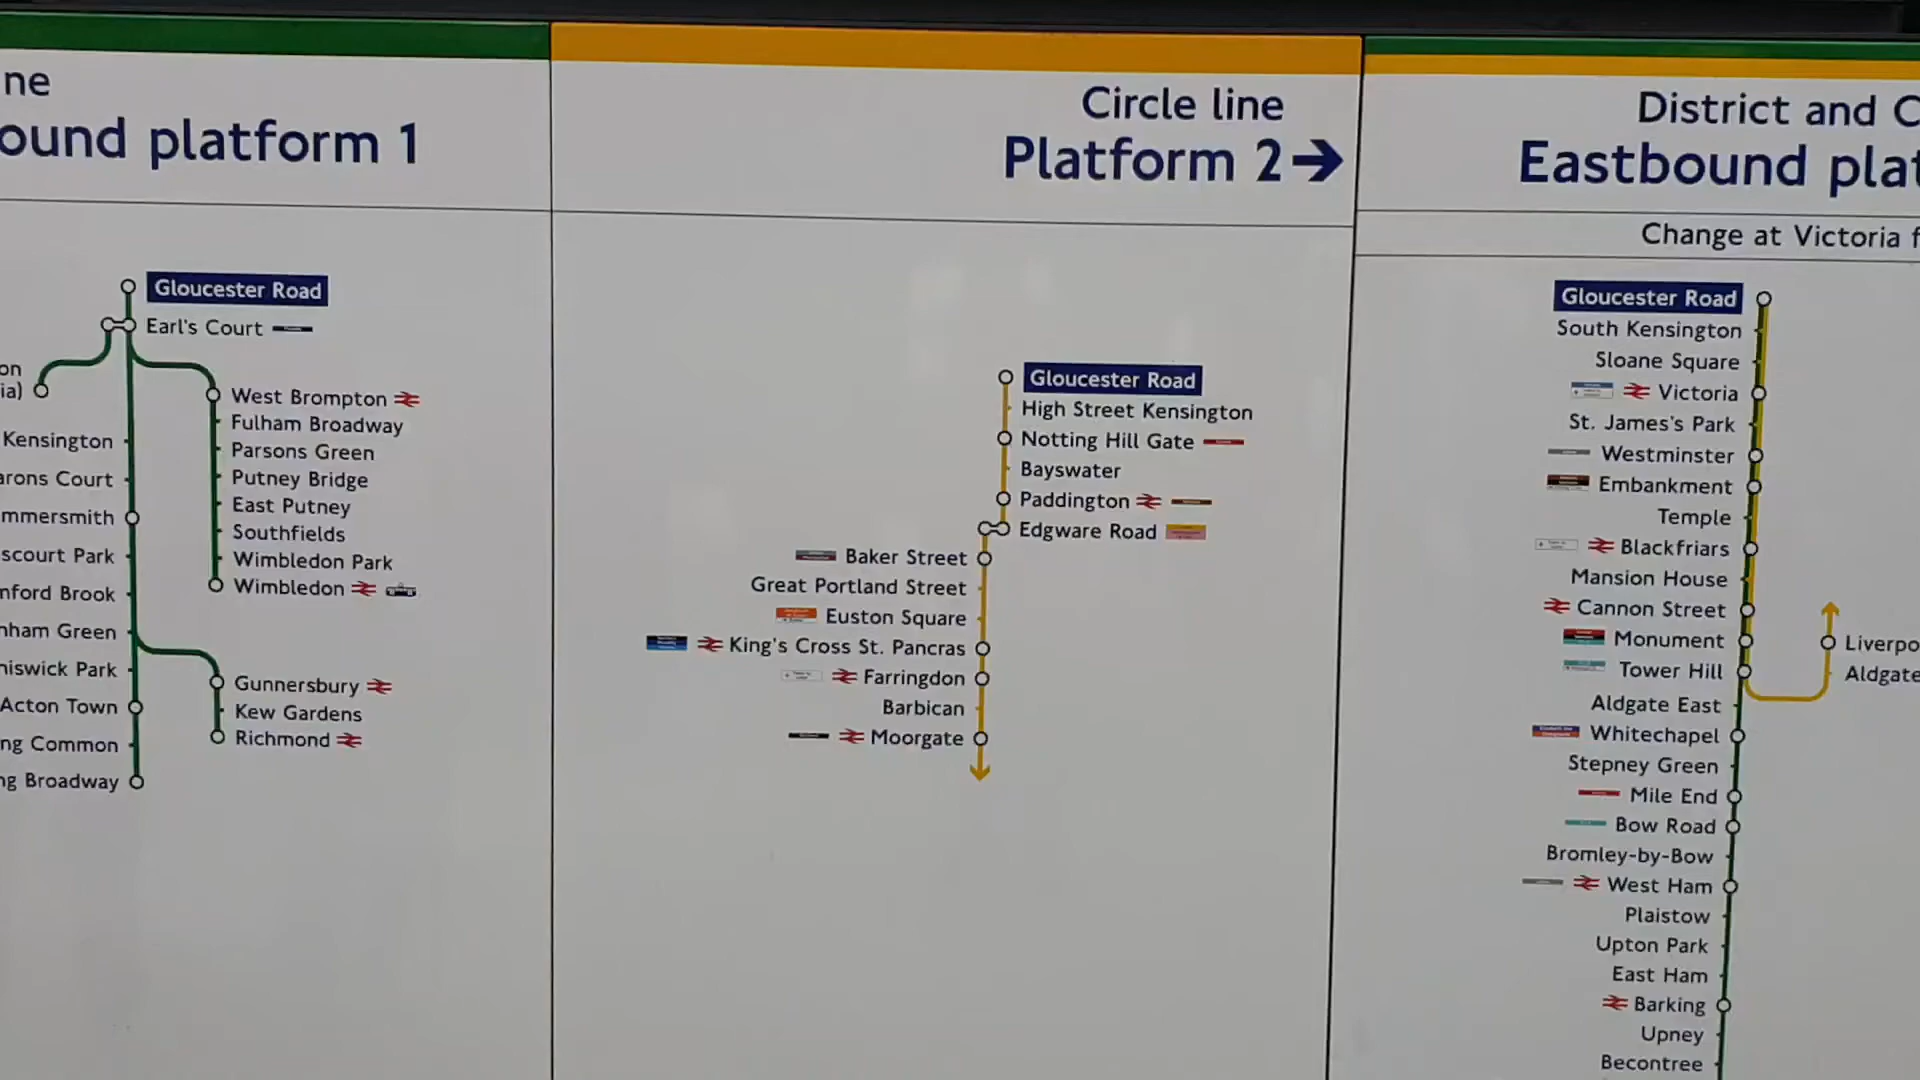 ne
ound platform 1
Gloucester Road
Earl's Court
on
ia)
West Brompton
Fulham Broadway
Parsons Green
Putney Bridge
East Putney
Southfields
Wimbledon Park
Wimbledon
Kensington
arons Court
mmersmith
scourt Park
mford Brook
nham Green
hiswick Park
Acton Town
ng Common
ng Broadway
Gunnersbury
Kew Gardens
Richmond
Circle line
Platform 2→
Gloucester Road
High Street Kensington
Notting Hill Gate
Bayswater
Paddington
Edgware Road
Baker Street
Great Portland Street
Euston Square
King's Cross St. Pancras
Farringdon
Barbican
Moorgate
District and C
Eastbound plat
Change at Victoria f
Gloucester Road
South Kensington
Sloane Square
Victoria
St. James's Park
Westminster
Embankment
Temple
Blackfriars
Mansion House
Cannon Street
Monument
Tower Hill
Liverpo
Aldgate
Aldgate East
Whitechapel
Stepney Green
Mile End
Bow Road
Bromley-by-Bow
West Ham
Plaistow
Upton Park
East Ham
Barking
Upney
Becontree